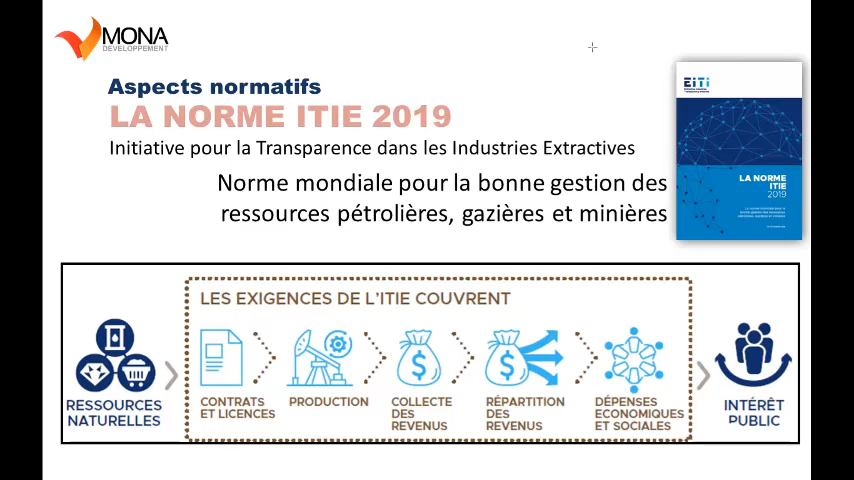 MONA
DEVELOPPEMENT
Aspects normatifs
LA NORME ITIE 2019
Initiative pour la Transparence dans les Industries Extractives
Norme mondiale pour la bonne gestion des
ressources pétrolières, gazières et minières
EITI
LA NORME
ITIE
2019
LES EXIGENCES DE L'ITIE COUVRENT
RESSOURCES
NATURELLES
CONTRATS
ET LICENCES
PRODUCTION
COLLECTE
DES
REVENUS
RÉPARTITION
DES
REVENUS
DÉPENSES
ECONOMIQUES
ET SOCIALES
INTÉRÊT
PUBLIC